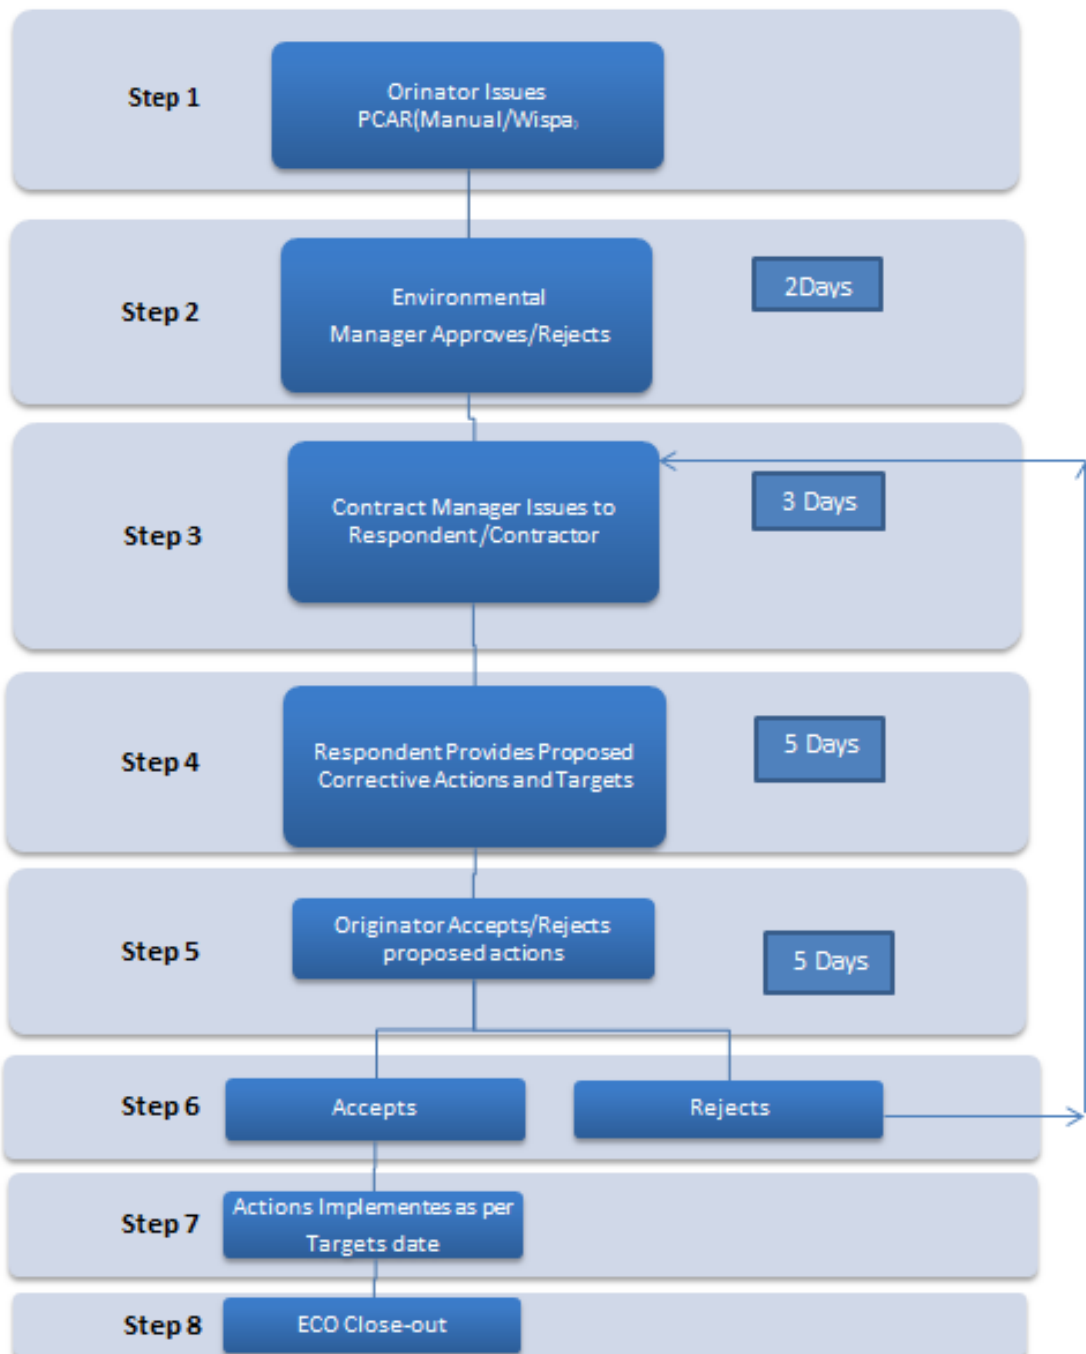 Step 1
Orinator Issues
PCAR(Manual/Wispa,
Step 2
Environmental
Manager Approves/Rejects
2Days
Step 3
Contract Manager Issues to
Respondent/Contractor
3 Days
Step 4
Respondent Provides Proposed
Corrective Actions and Targets
5 Days
Step 5
Originator Accepts/Rejects
proposed actions
5 Days
Step 6
Accepts
Rejects
Step 7
Actions Implementes as per
Targets date
Step 8
ECO Close-out